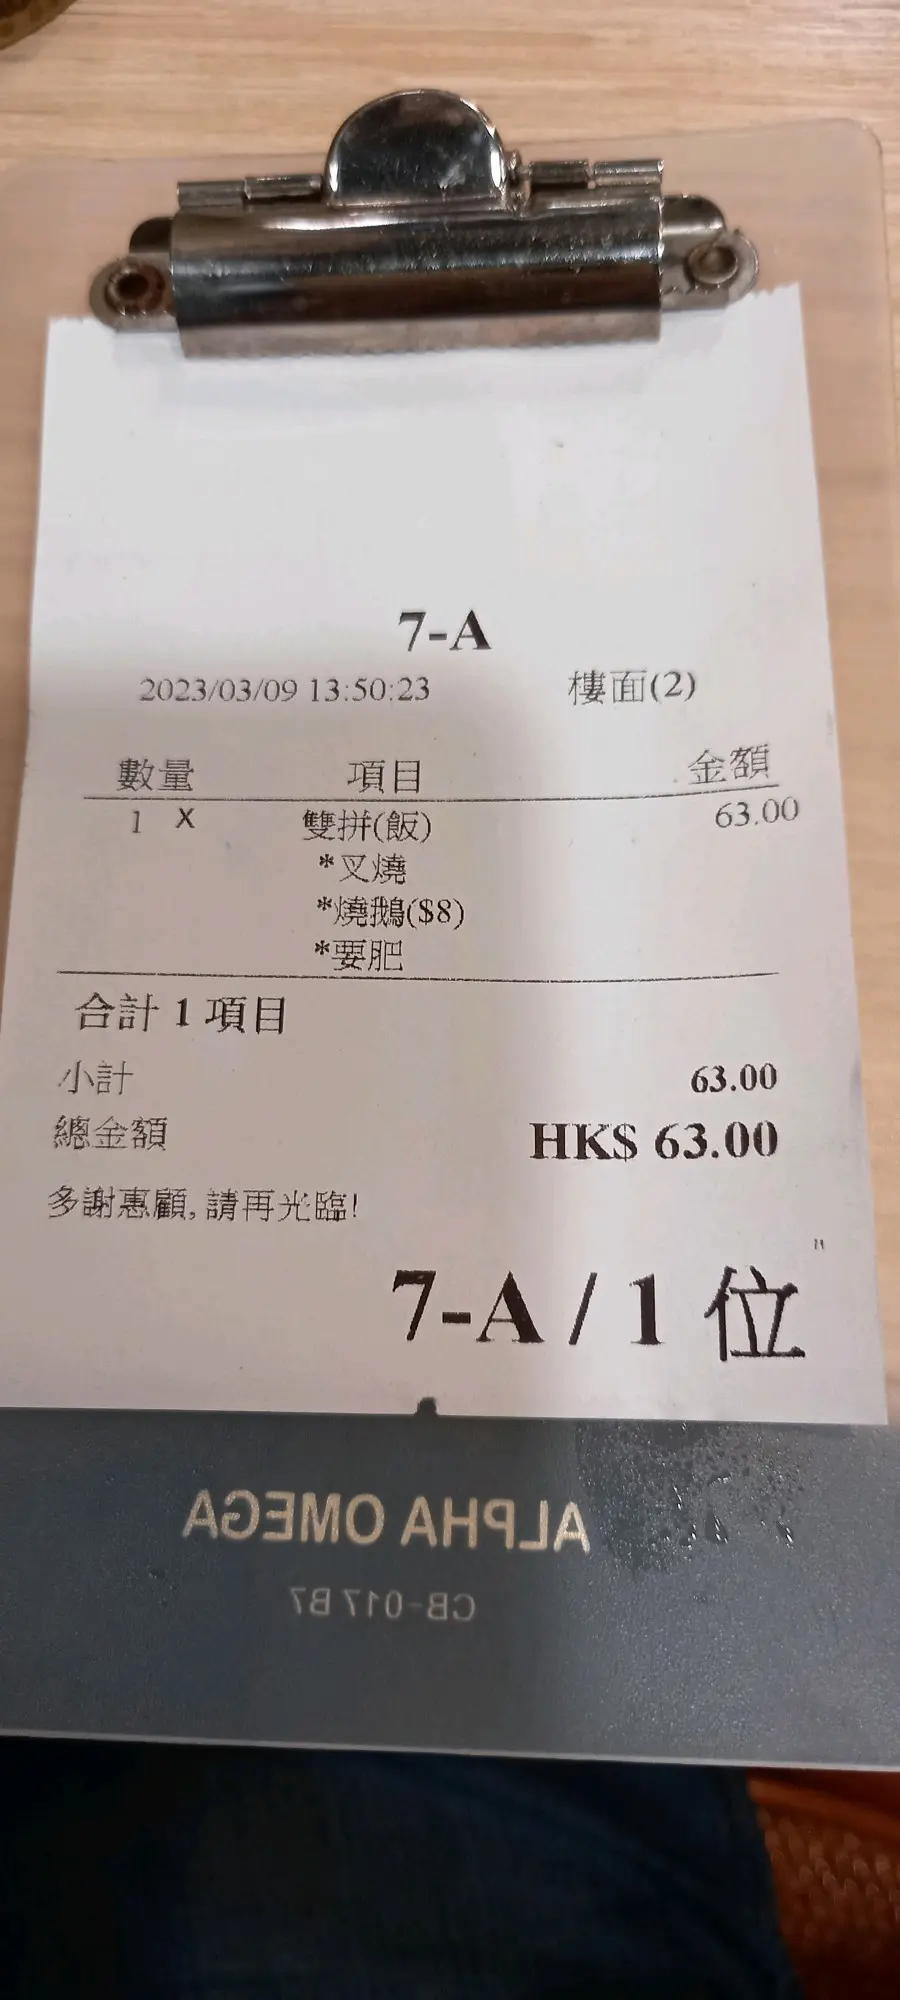 7-A
2023/03/09 13:50:23 樓面(2)
數量 項目 金額
1 X 雙拼(飯) 63.00
*叉燒
*燒鵝($8)
*要肥
合計 1 項目
小計 63.00
總金額 HK$ 63.00
多謝惠顧, 請再光臨!
7-A / 1 位
ALPHA OMEGA
CB-017 B7